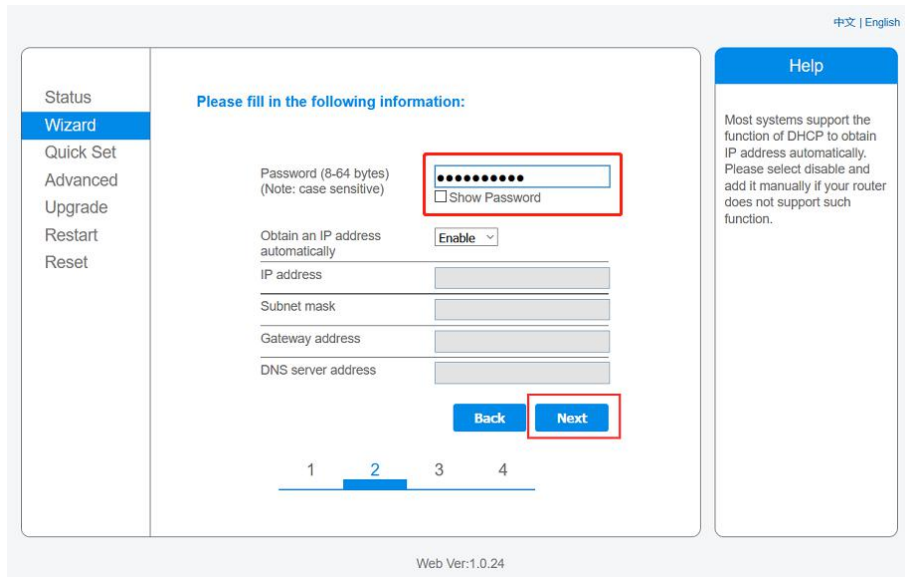 中文 | English
Status
Wizard
Quick Set
Advanced
Upgrade
Restart
Reset
Please fill in the following information:
Password (8-64 bytes)
(Note: case sensitive)
●●●●●●●●●●
Show Password
Obtain an IP address
automatically
Enable
IP address
Subnet mask
Gateway address
DNS server address
Back Next
1 2 3 4
Help
Most systems support the
function of DHCP to obtain
IP address automatically.
Please select disable and
add it manually if your router
does not support such
function.
Web Ver:1.0.24